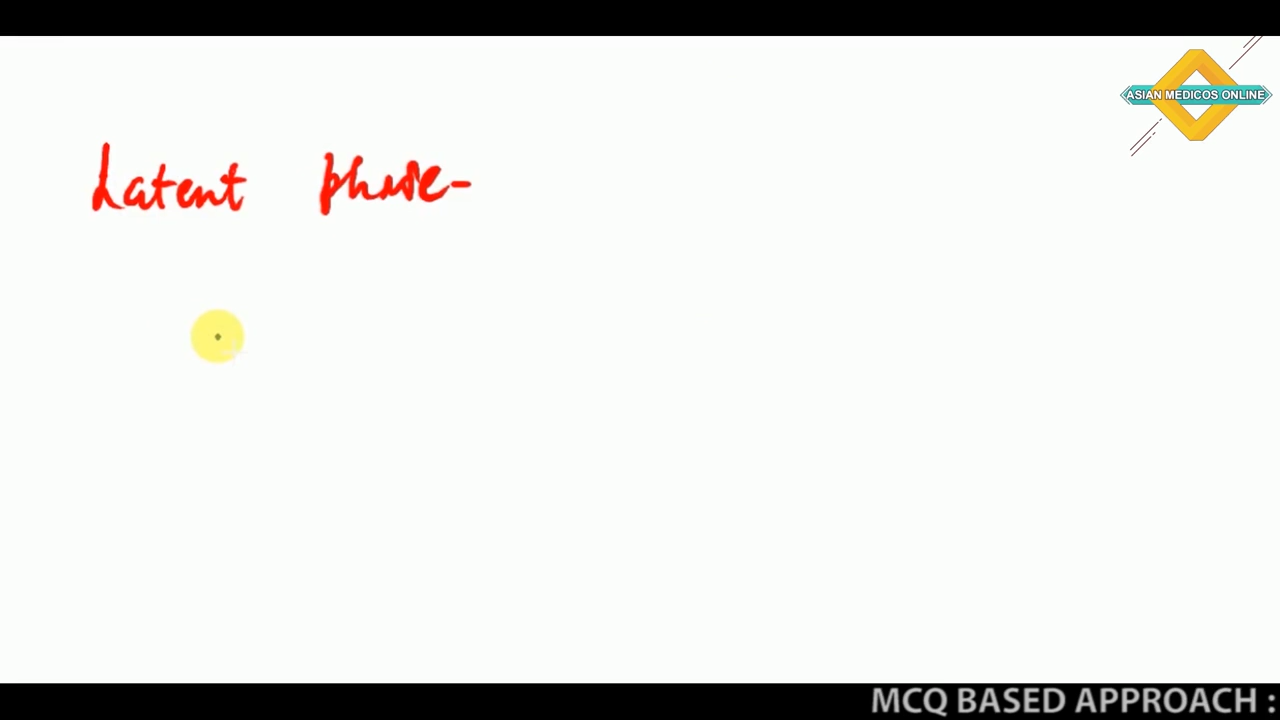 ASIAN MEDICOS ONLINE
Latent phase-
MCQ BASED APPROACH :